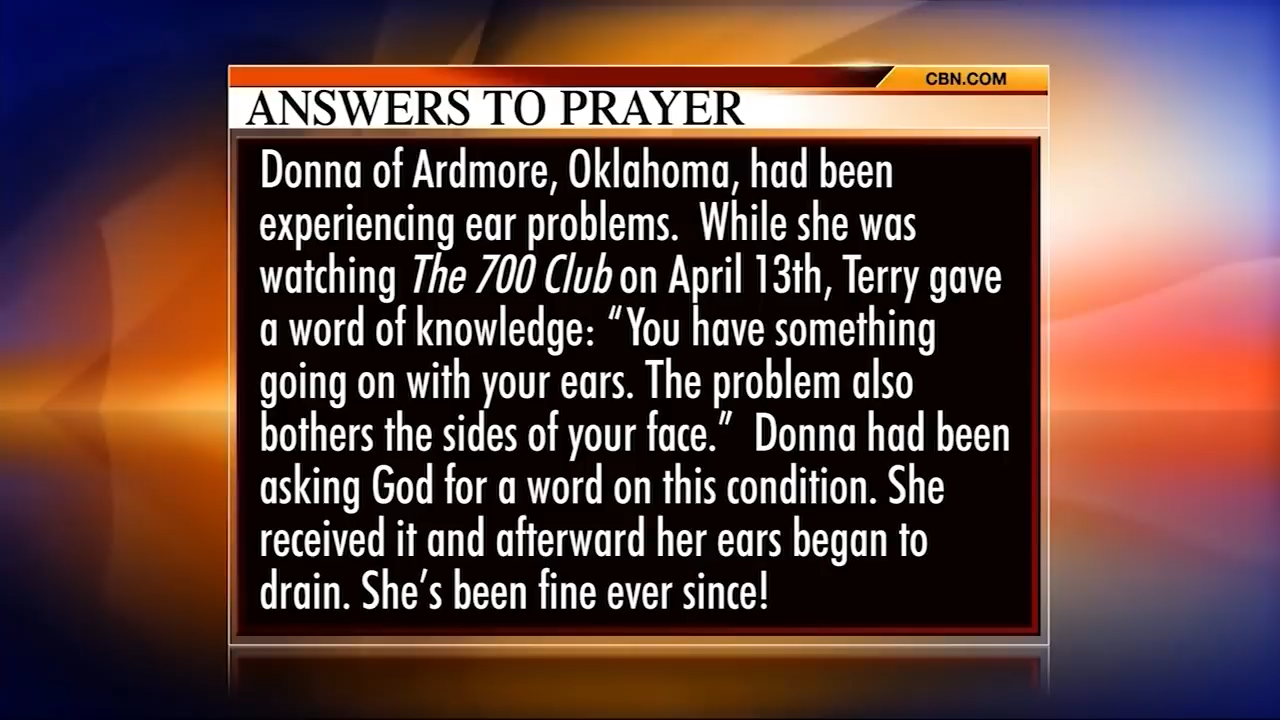 CBN.COM
ANSWERS TO PRAYER
Donna of Ardmore, Oklahoma, had been
experiencing ear problems.  While she was
watching The 700 Club on April 13th, Terry gave
a word of knowledge: “You have something
going on with your ears. The problem also
bothers the sides of your face.”  Donna had been
asking God for a word on this condition. She
received it and afterward her ears began to
drain. She’s been fine ever since!